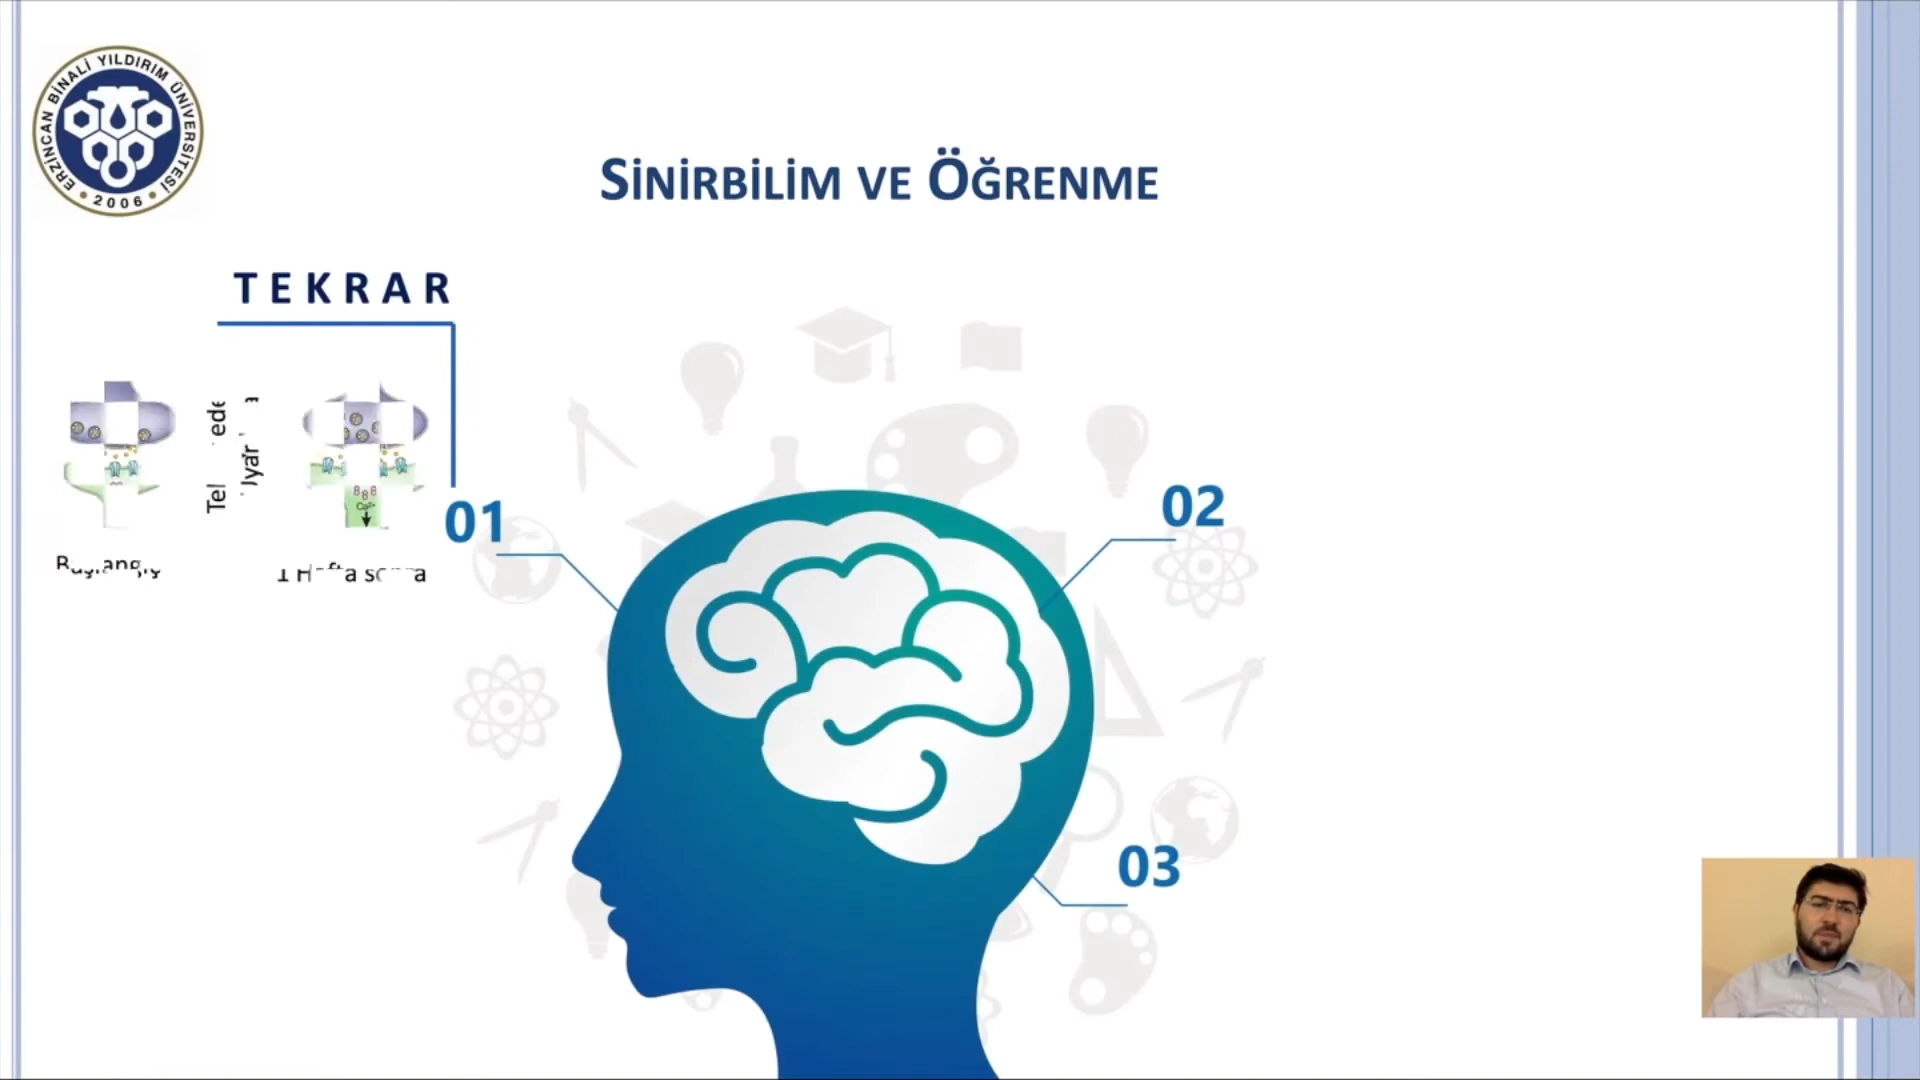 ERZİNCAN BİNALİ YILDIRIM ÜNİVERSİTESİ
• 2006 •
SİNİRBİLİM VE ÖĞRENME
TEKRAR
Ca²⁺
01
02
03